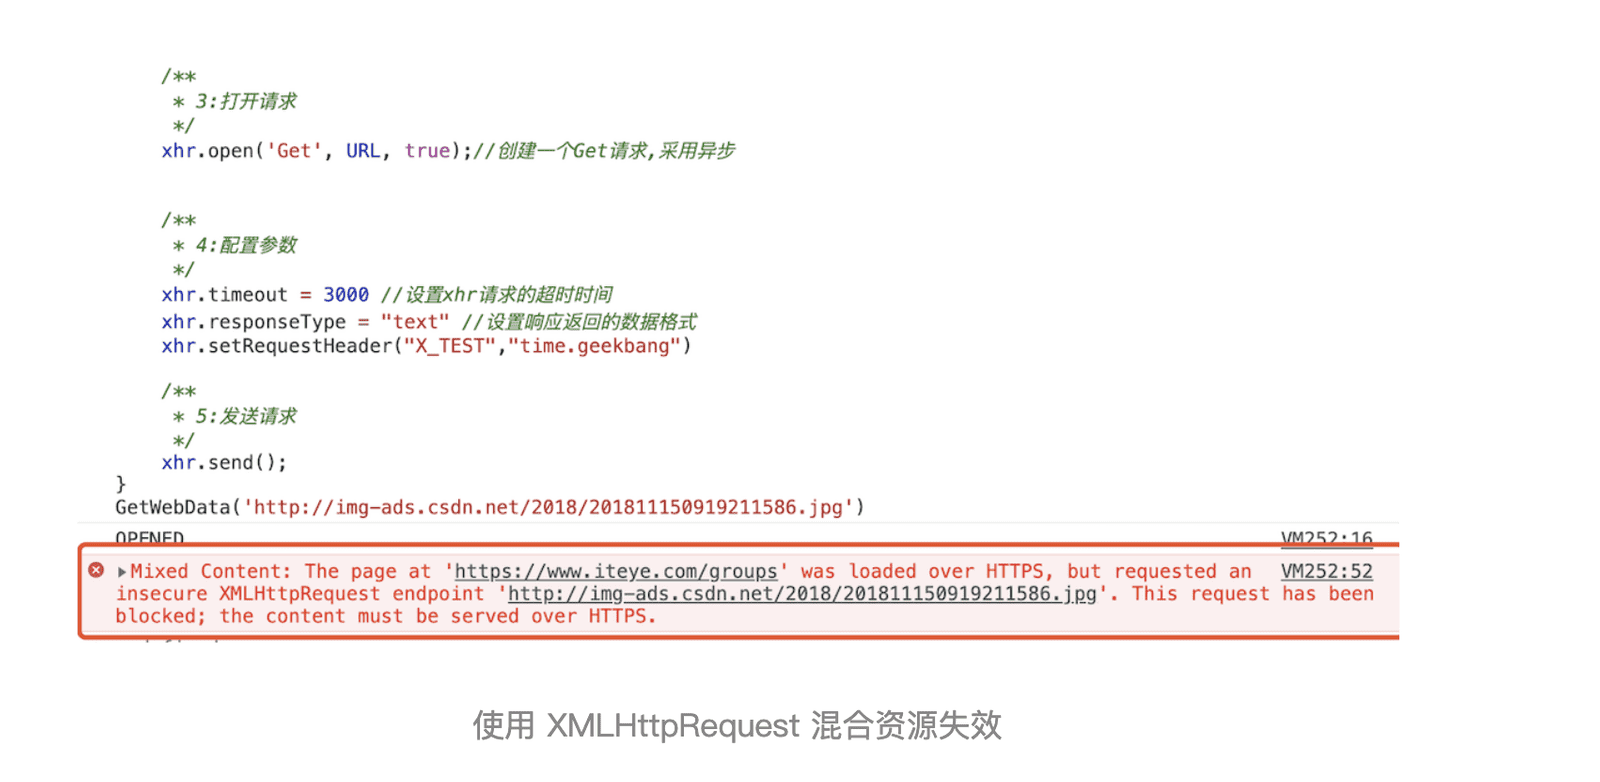 /**
* 3:打开请求
*/
xhr.open('Get', URL, true);//创建一个Get请求,采用异步
/**
* 4:配置参数
*/
xhr.timeout = 3000 //设置xhr请求的超时时间
xhr.responseType = "text" //设置响应返回的数据格式
xhr.setRequestHeader("X_TEST","time.geekbang")
/**
* 5:发送请求
*/
xhr.send();
}
GetWebData('http://img-ads.csdn.net/2018/201811150919211586.jpg')
OPENED VM252:16
Mixed Content: The page at 'https://www.iteye.com/groups' was loaded over HTTPS, but requested an VM252:52
insecure XMLHttpRequest endpoint 'http://img-ads.csdn.net/2018/201811150919211586.jpg'. This request has been
blocked; the content must be served over HTTPS.
使用 XMLHttpRequest 混合资源失效